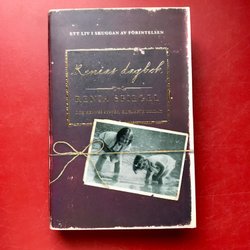 ETT LIV I SKUGGAN AV FÖRINTELSEN
Renias dagbok
RENIA SPIEGEL